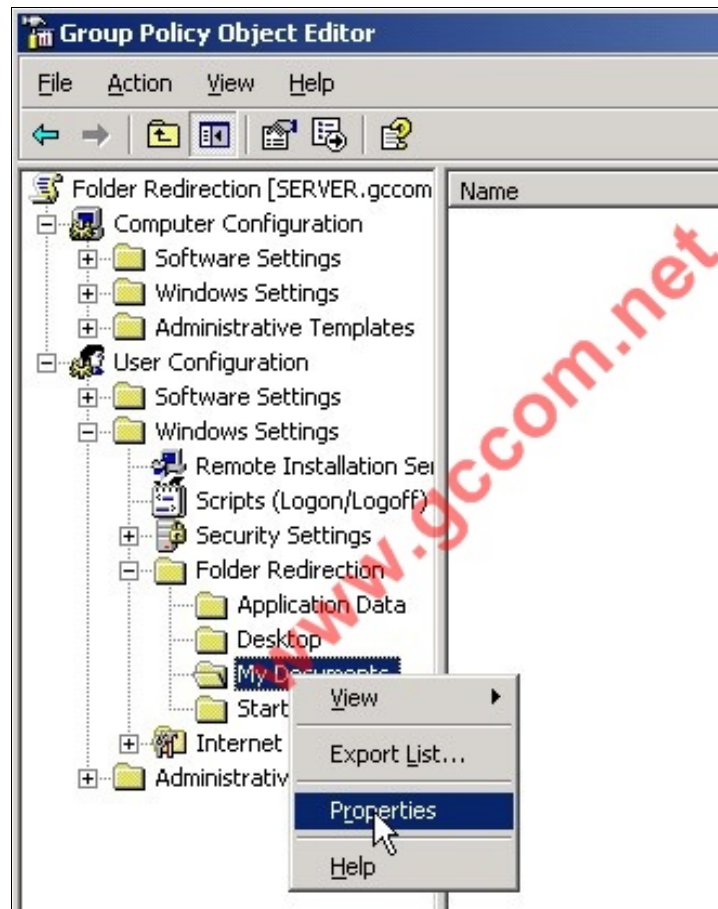 Group Policy Object Editor
File Action View Help
Folder Redirection [SERVER.gccom
Name
Computer Configuration
Software Settings
Windows Settings
Administrative Templates
User Configuration
Software Settings
Windows Settings
Remote Installation Ser
Scripts (Logon/Logoff)
Security Settings
Folder Redirection
Application Data
Desktop
My Documents
Start
Internet
Administrativ
View
Export List...
Properties
Help
www.gccom.net